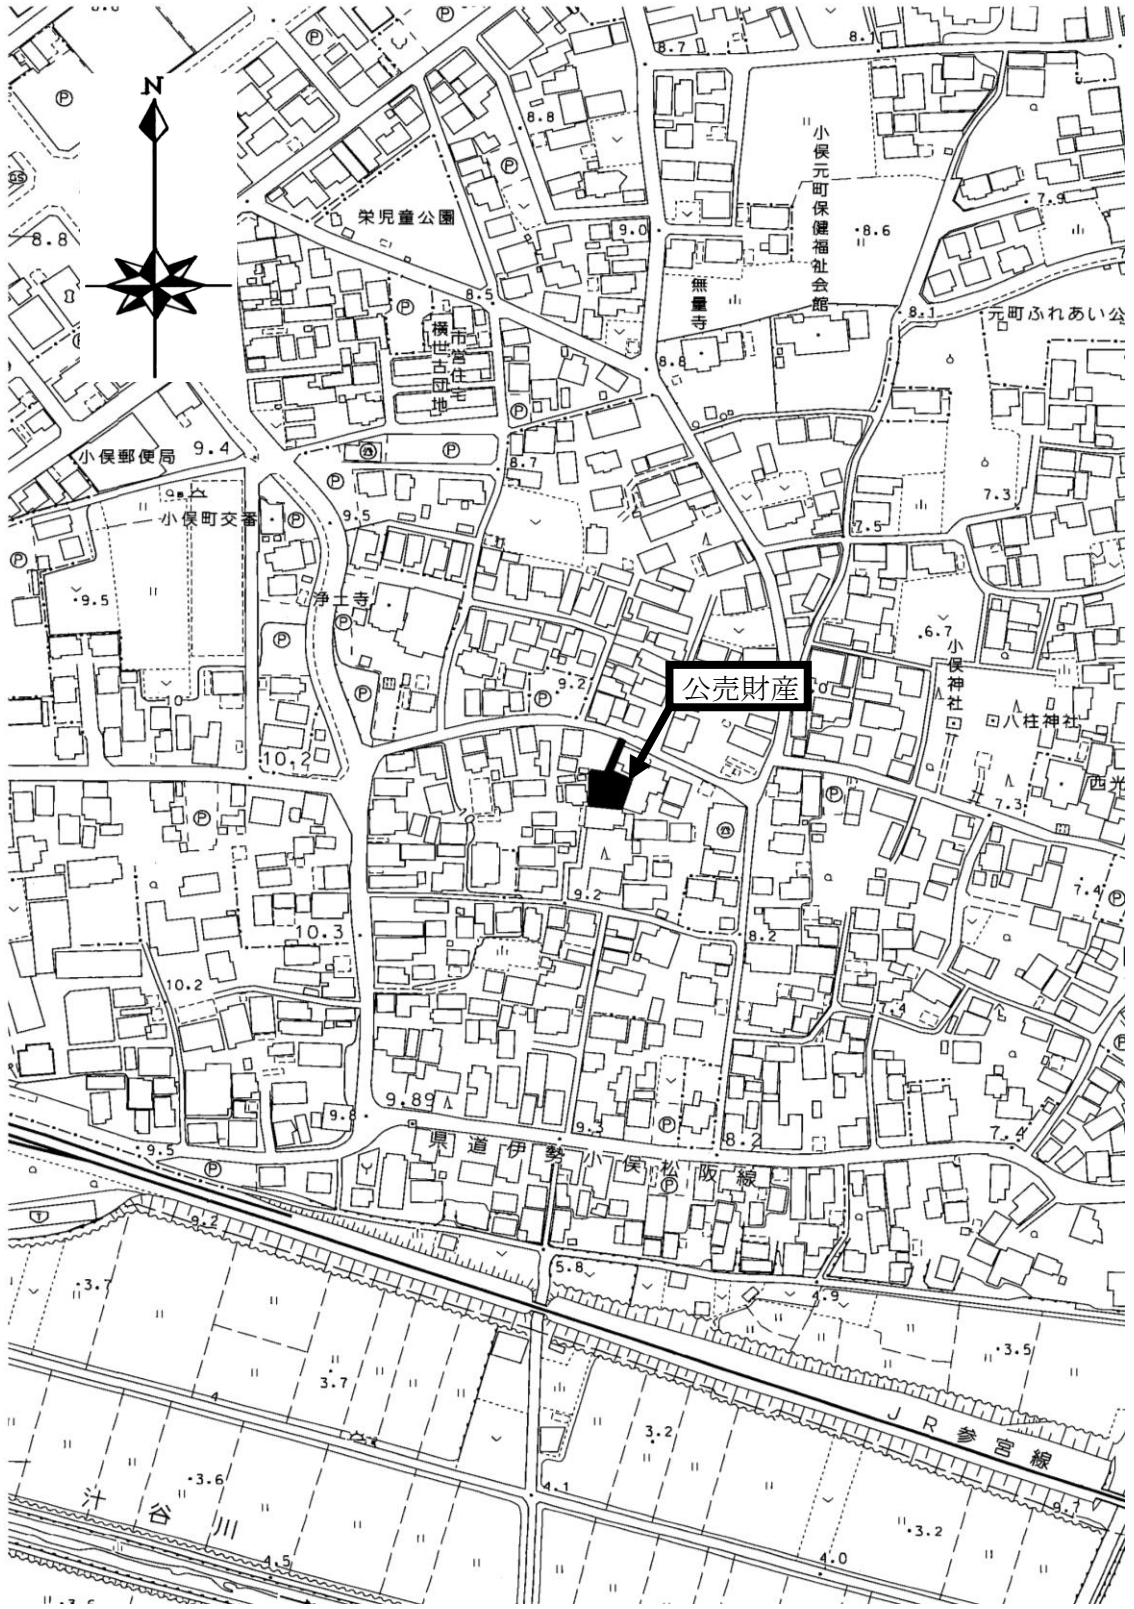 8.7
8.1
P
N
P
8.8
小俣元町保健福祉会館
P
GS
7.9
栄児童公園
9.0
8.6
8.8
無量寺
8.5
P
8.1
元町ふれあい公
市営住宅
横世古団地
8.8
P
9.4
小俣郵便局
P
8.7
P
7.3
小俣町交番
P
9.5
7.5
P
9.5
浄土寺
P
P
6.7
小俣神社
公売財産
9.2
P
P
八柱神社
10.2
西光
P
P
7.3
7.4
P
9.2
10.3
8.2
10.2
7.4
P
9.89
9.8
9.3
P
8.2
7.4
県道伊勢小俣松阪線
9.5
P
P
9.2
5.8
3.7
4.9
3.5
3.7
4
3.2
JR参宮線
3.6
4.1
9.7
汁谷川
3.2
4.5
4.0